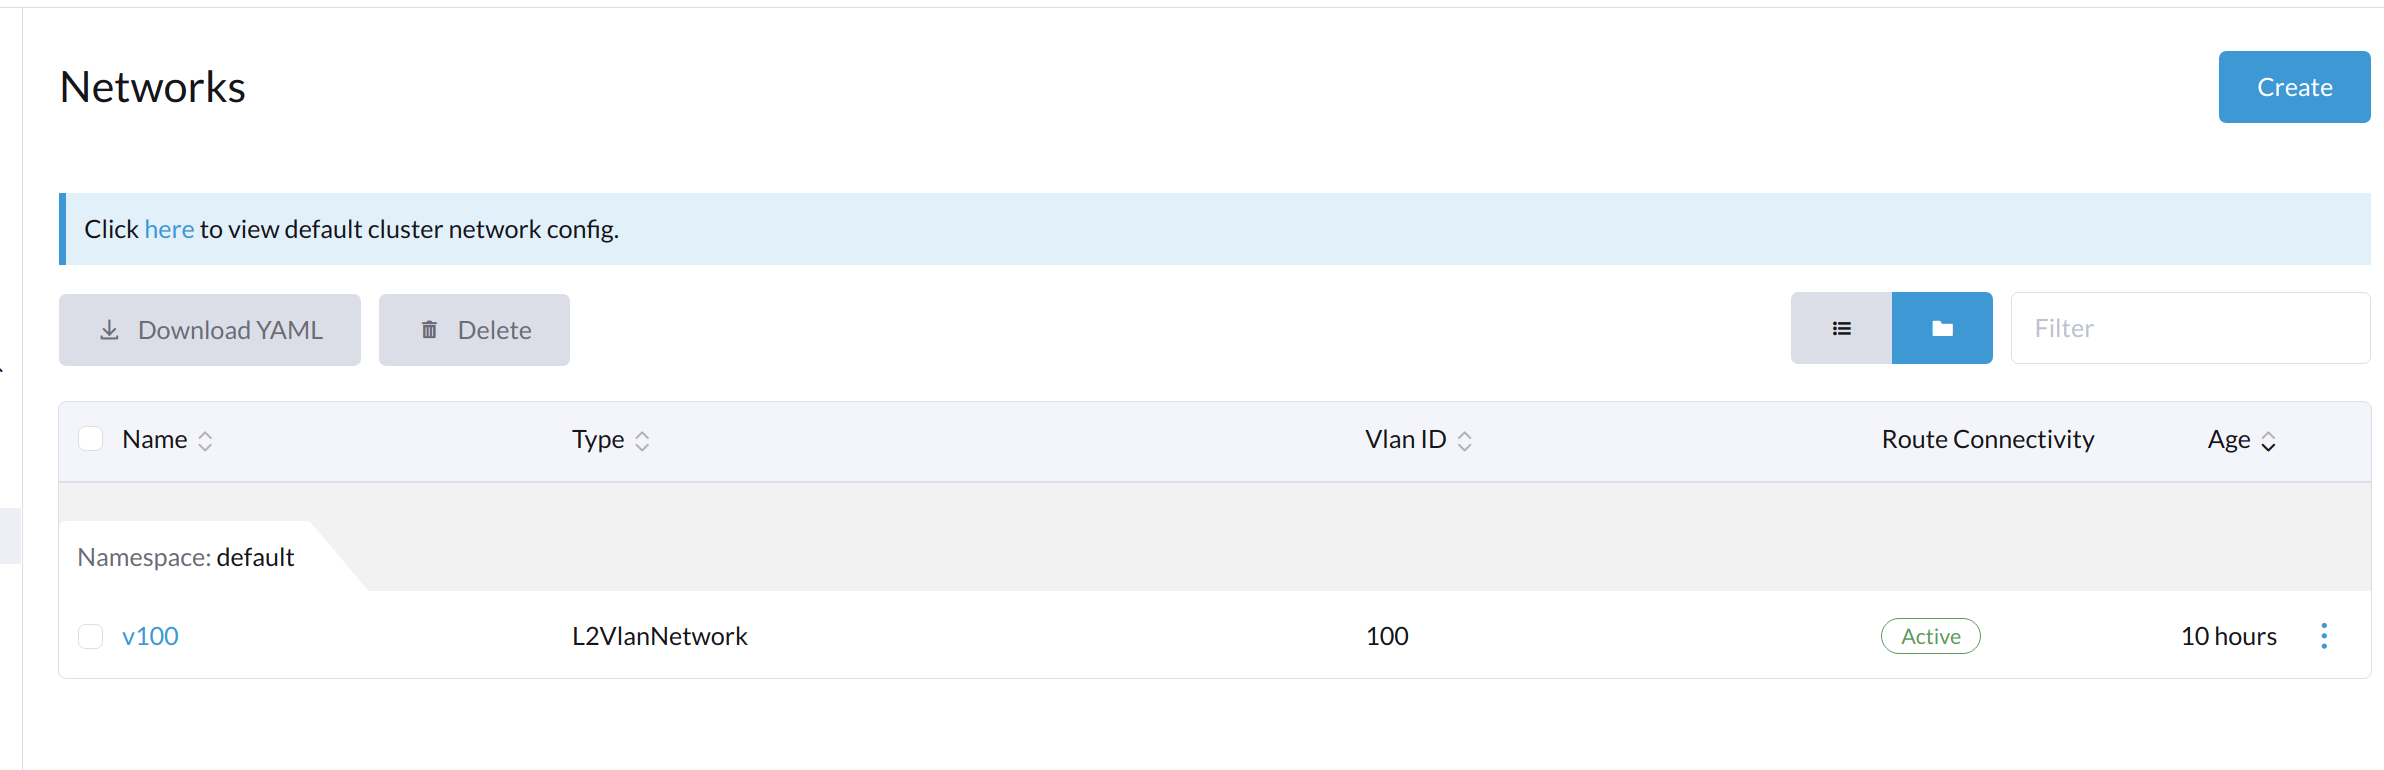 Networks
Create
Click here to view default cluster network config.
Download YAML
Delete
Filter
Name Type Vlan ID Route Connectivity Age
Namespace: default
v100 L2VlanNetwork 100 Active 10 hours